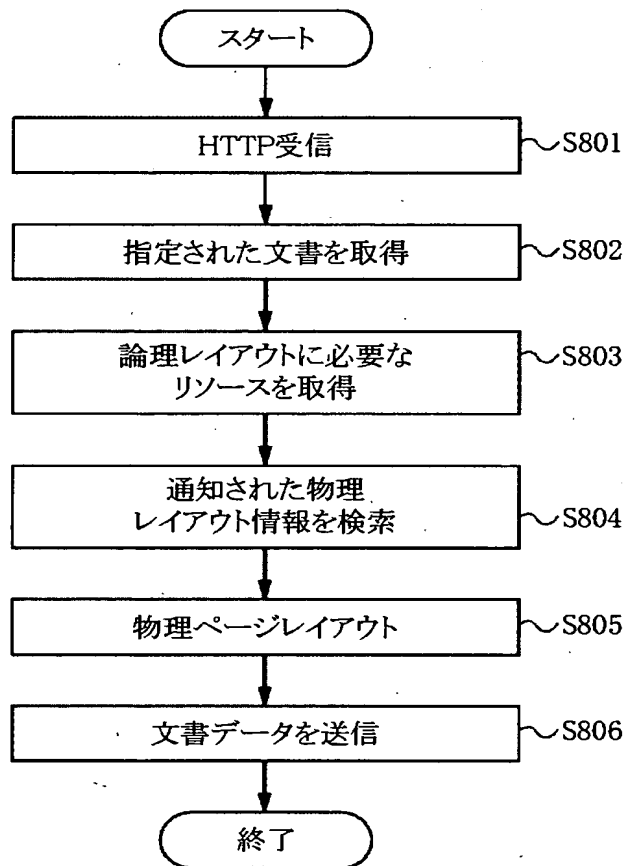 スタート
HTTP受信
S801
指定された文書を取得
S802
論理レイアウトに必要な
リソースを取得
S803
通知された物理
レイアウト情報を検索
S804
物理ページレイアウト
S805
文書データを送信
S806
終了